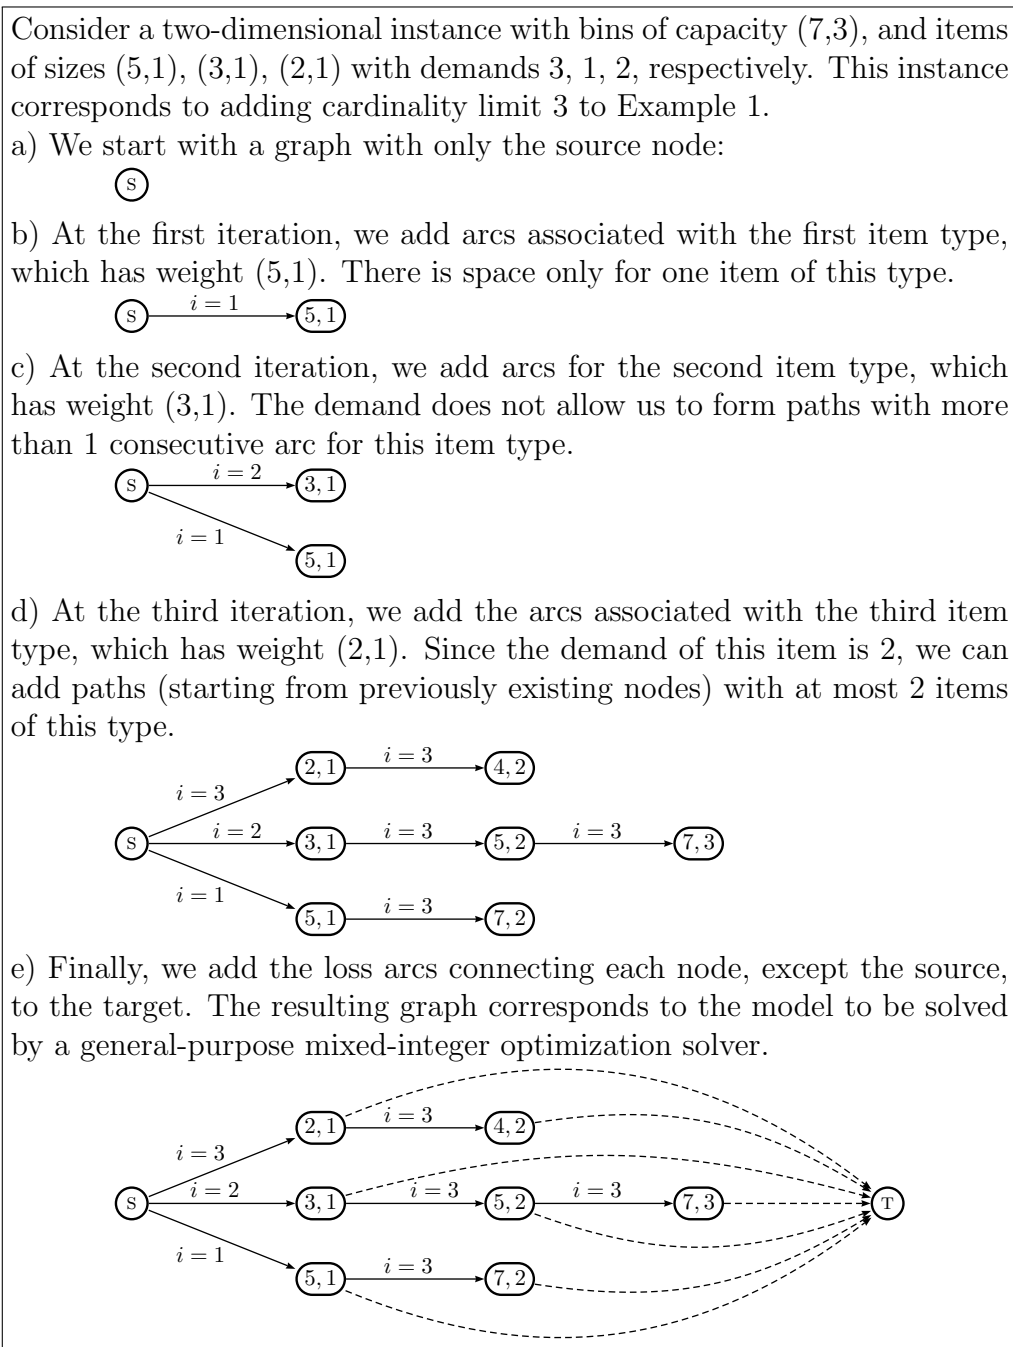 Consider a two-dimensional instance with bins of capacity (7,3), and items
of sizes (5,1), (3,1), (2,1) with demands 3, 1, 2, respectively. This instance
corresponds to adding cardinality limit 3 to Example 1.
a) We start with a graph with only the source node:
S
b) At the first iteration, we add arcs associated with the first item type,
which has weight (5,1). There is space only for one item of this type.
S i = 1 5, 1
c) At the second iteration, we add arcs for the second item type, which
has weight (3,1). The demand does not allow us to form paths with more
than 1 consecutive arc for this item type.
S i = 2 3, 1
i = 1
5, 1
d) At the third iteration, we add the arcs associated with the third item
type, which has weight (2,1). Since the demand of this item is 2, we can
add paths (starting from previously existing nodes) with at most 2 items
of this type.
2, 1 i = 3 4, 2
i = 3
S i = 2 3, 1 i = 3 5, 2 i = 3 7, 3
i = 1
5, 1 i = 3 7, 2
e) Finally, we add the loss arcs connecting each node, except the source,
to the target. The resulting graph corresponds to the model to be solved
by a general-purpose mixed-integer optimization solver.
2, 1 i = 3 4, 2
i = 3
S i = 2 3, 1 i = 3 5, 2 i = 3 7, 3 T
i = 1
5, 1 i = 3 7, 2